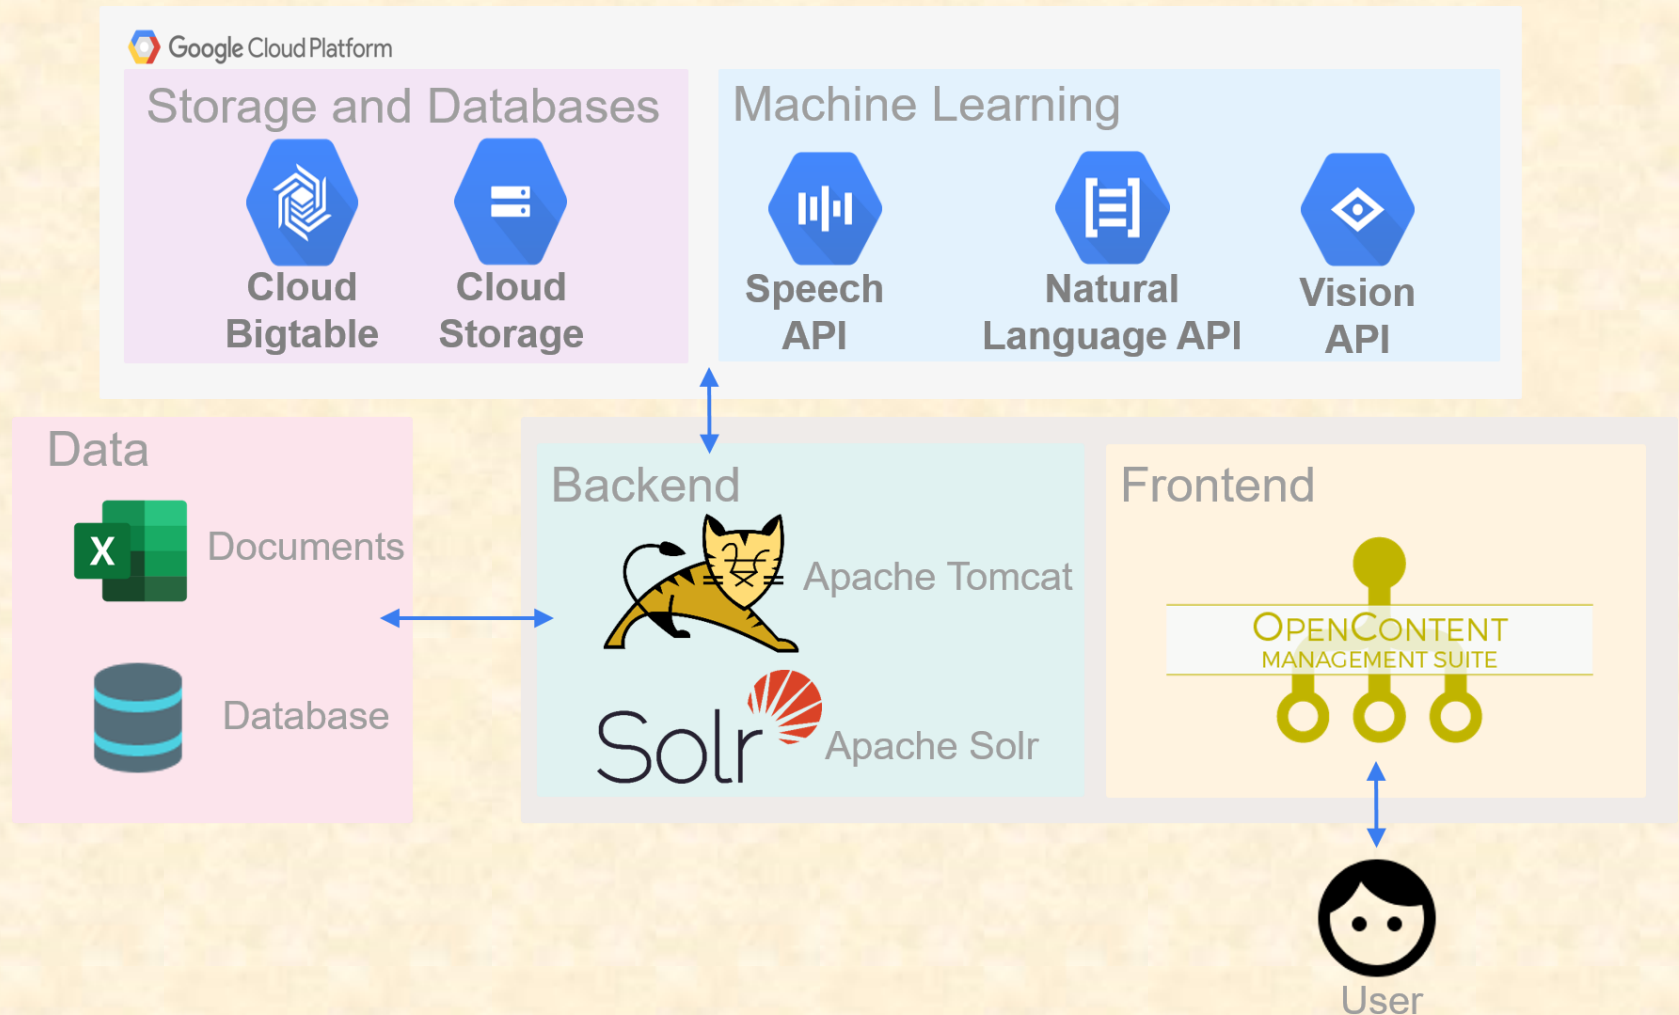 Google Cloud Platform
Storage and Databases
Machine Learning
Cloud
Bigtable
Cloud
Storage
Speech
API
Natural
Language API
Vision
API
Data
X
Documents
Database
Backend
Apache Tomcat
Solr
Apache Solr
Frontend
OPENCONTENT
MANAGEMENT SUITE
User